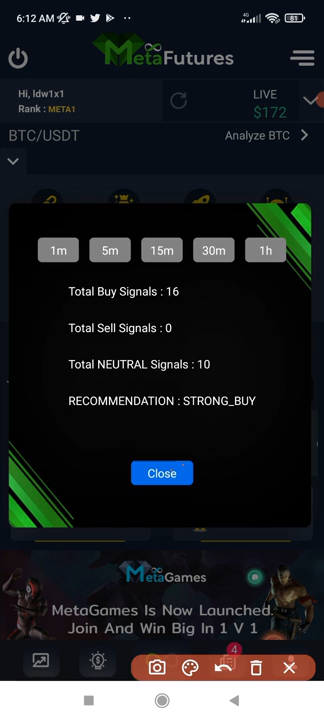 6:12 AM
4G
81
MetaFutures
Hi, ldw1x1
Rank : META1
LIVE
$172
BTC/USDT
Analyze BTC
1m 5m 15m 30m 1h
Total Buy Signals : 16
Total Sell Signals : 0
Total NEUTRAL Signals : 10
RECOMMENDATION : STRONG_BUY
Close
MetaGames
MetaGames Is Now Launched.
Join And Win Big In 1 V 1
4